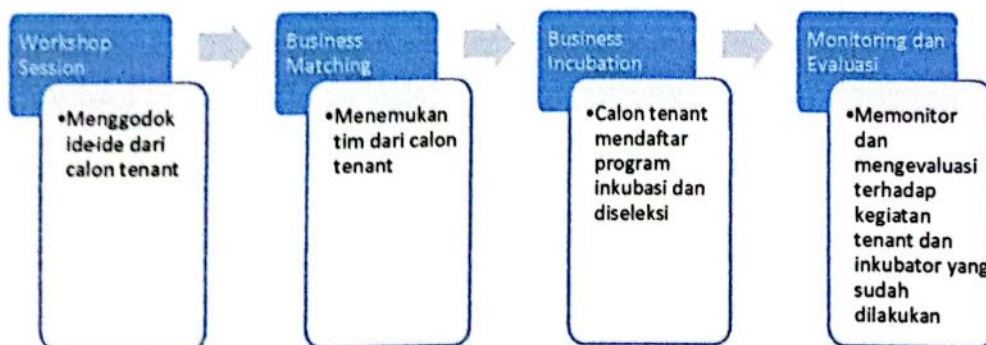 Workshop
Session
•Menggodok
ide-ide dari
calon tenant
Business
Matching
•Menemukan
tim dari calon
tenant
Business
Incubation
•Calon tenant
mendaftar
program
inkubasi dan
diseleksi
Monitoring dan
Evaluasi
•Memonitor
dan
mengevaluasi
terhadap
kegiatan
tenant dan
inkubator yang
sudah
dilakukan